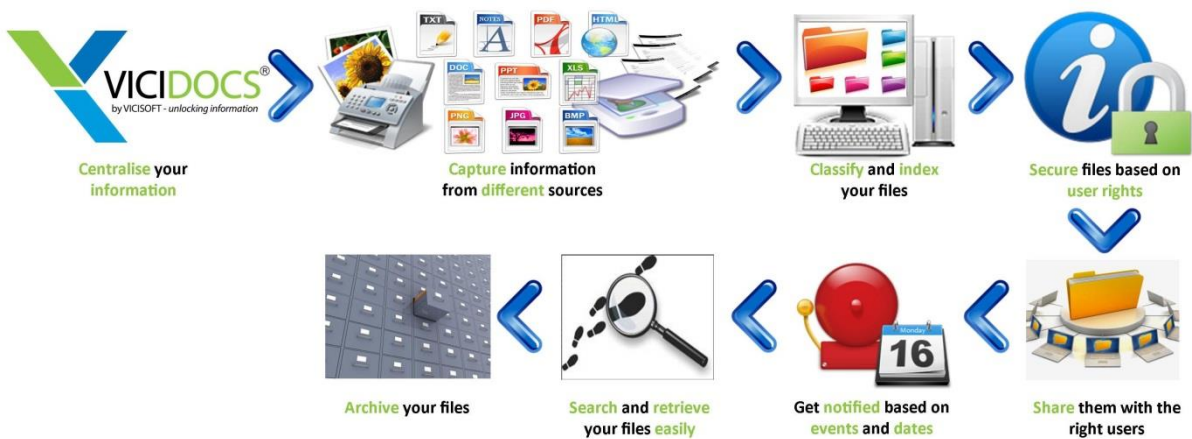 VICIDOCS®
by VICISOFT - unlocking information
Centralise your
information
TXT
NOTES
PDF
HTML
DOC
PPT
XLS
PNG
JPG
BMP
Capture information
from different sources
Classify and index
your files
Secure files based on
user rights
Archive your files
Search and retrieve
your files easily
Monday
16
Get notified based on
events and dates
Share them with the
right users